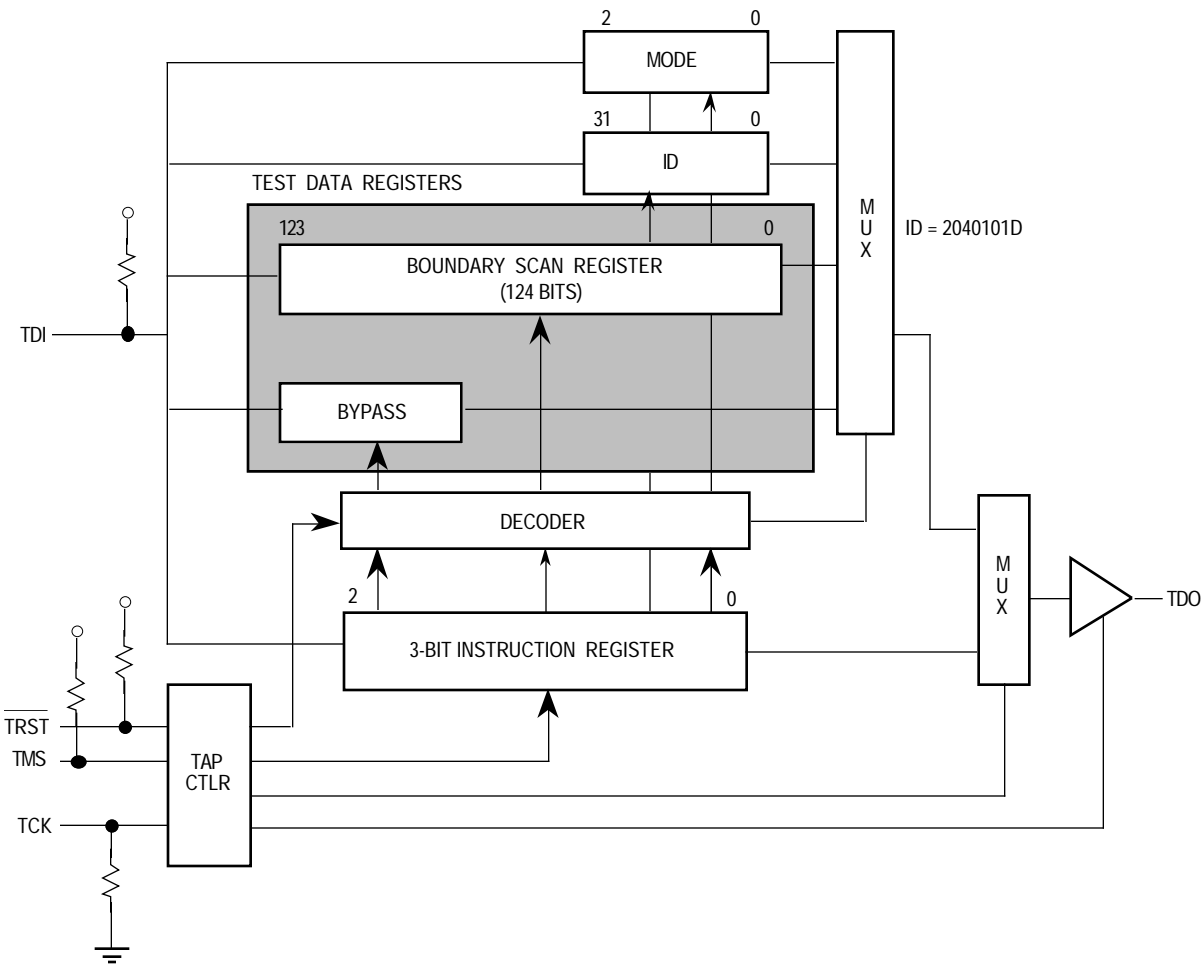 2 0
MODE
31 0
ID
TEST DATA REGISTERS
123 0
BOUNDARY SCAN REGISTER
(124 BITS)
M
U
X
ID = 2040101D
TDI
BYPASS
DECODER
M
U
X
TDO
2 0
3-BIT INSTRUCTION REGISTER
TRST
TMS
TAP
CTLR
TCK